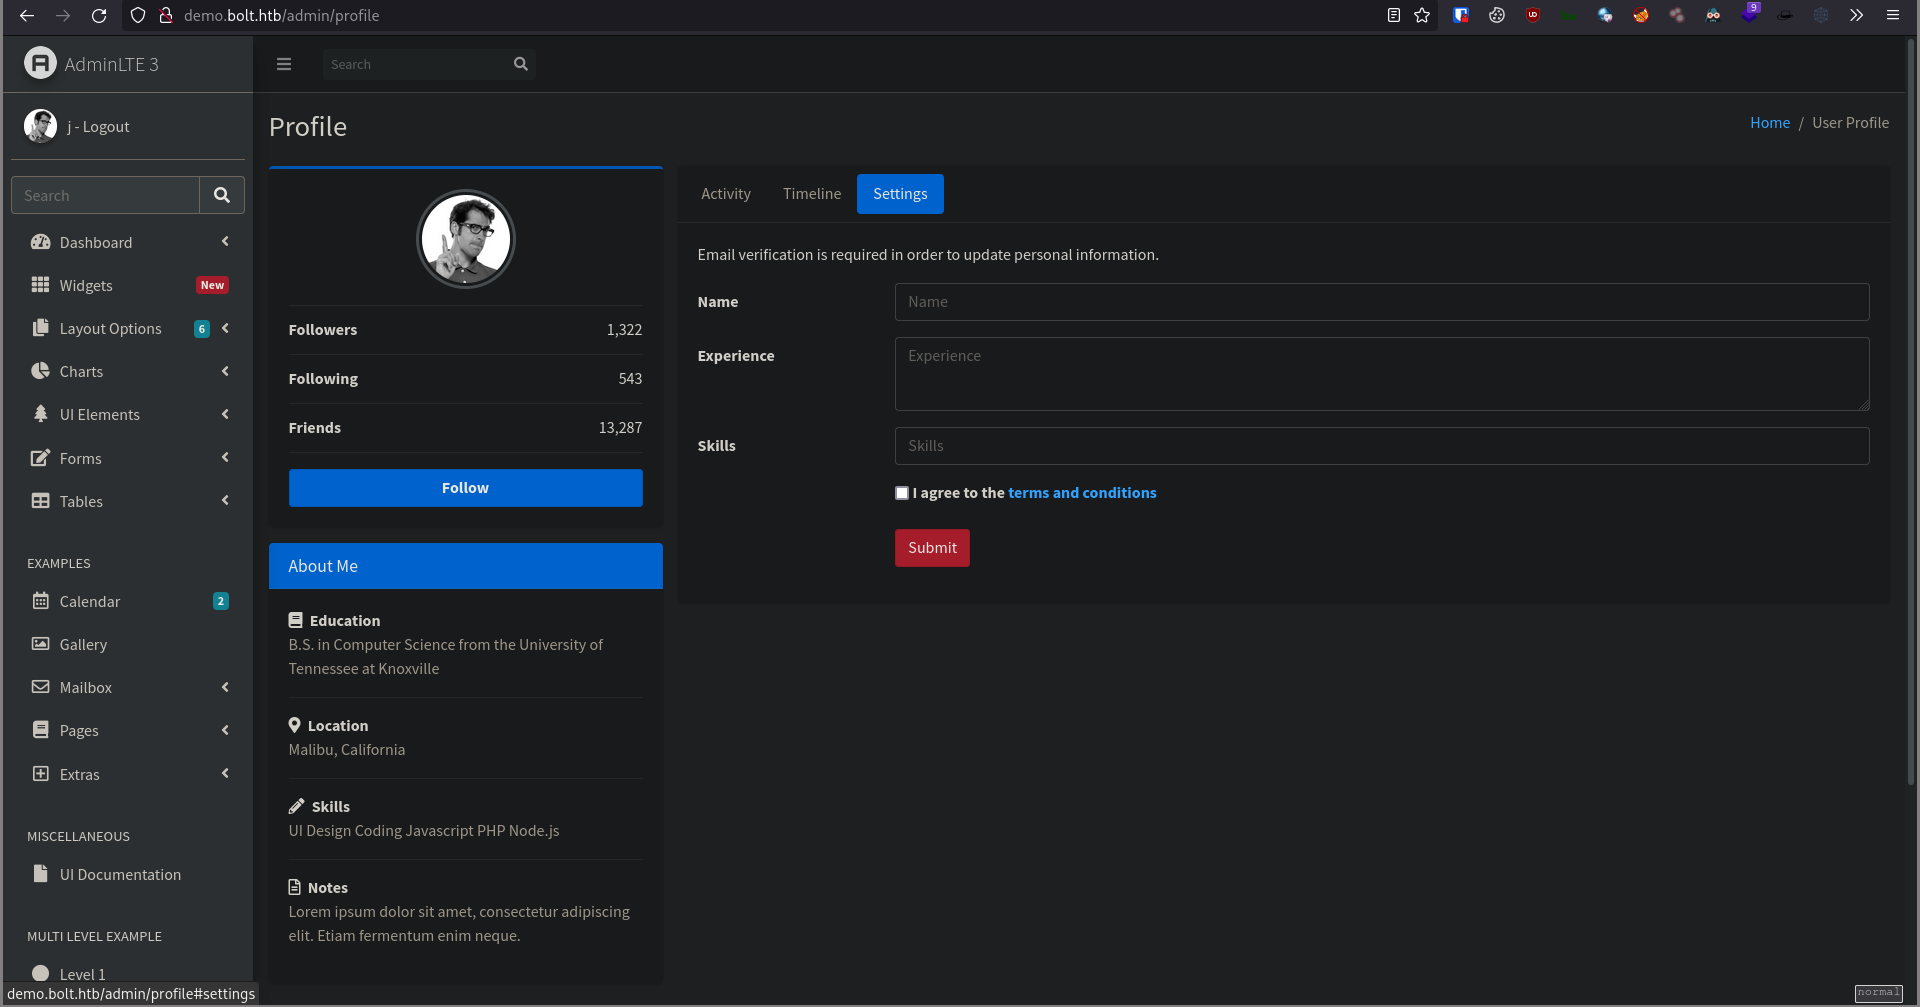 demo.bolt.htb/admin/profile
9
AdminLTE 3
Search
j - Logout
Search
Dashboard
Widgets New
Layout Options 6
Charts
UI Elements
Forms
Tables
EXAMPLES
Calendar 2
Gallery
Mailbox
Pages
Extras
MISCELLANEOUS
UI Documentation
MULTI LEVEL EXAMPLE
Level 1
Profile
Home / User Profile
Followers 1,322
Following 543
Friends 13,287
Follow
About Me
Education
B.S. in Computer Science from the University of
Tennessee at Knoxville
Location
Malibu, California
Skills
UI Design Coding Javascript PHP Node.js
Notes
Lorem ipsum dolor sit amet, consectetur adipiscing
elit. Etiam fermentum enim neque.
Activity Timeline Settings
Email verification is required in order to update personal information.
Name Name
Experience Experience
Skills Skills
I agree to the terms and conditions
Submit
demo.bolt.htb/admin/profile#settings
normal